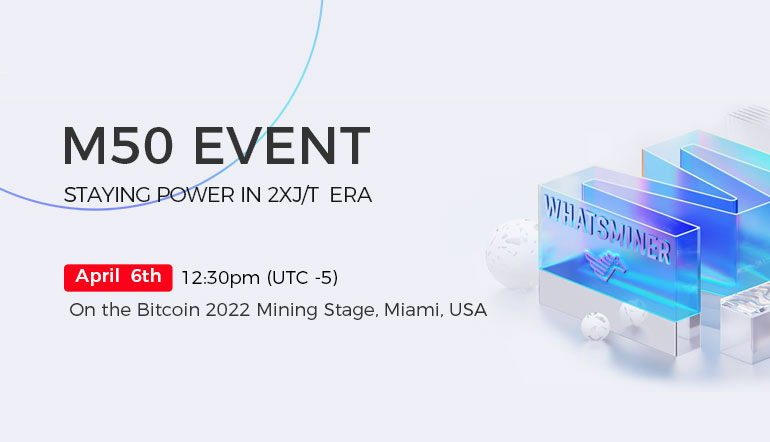 M50 EVENT
STAYING POWER IN 2XJ/T ERA
April 6th 12:30pm (UTC -5)
On the Bitcoin 2022 Mining Stage, Miami, USA
WHATSMINER